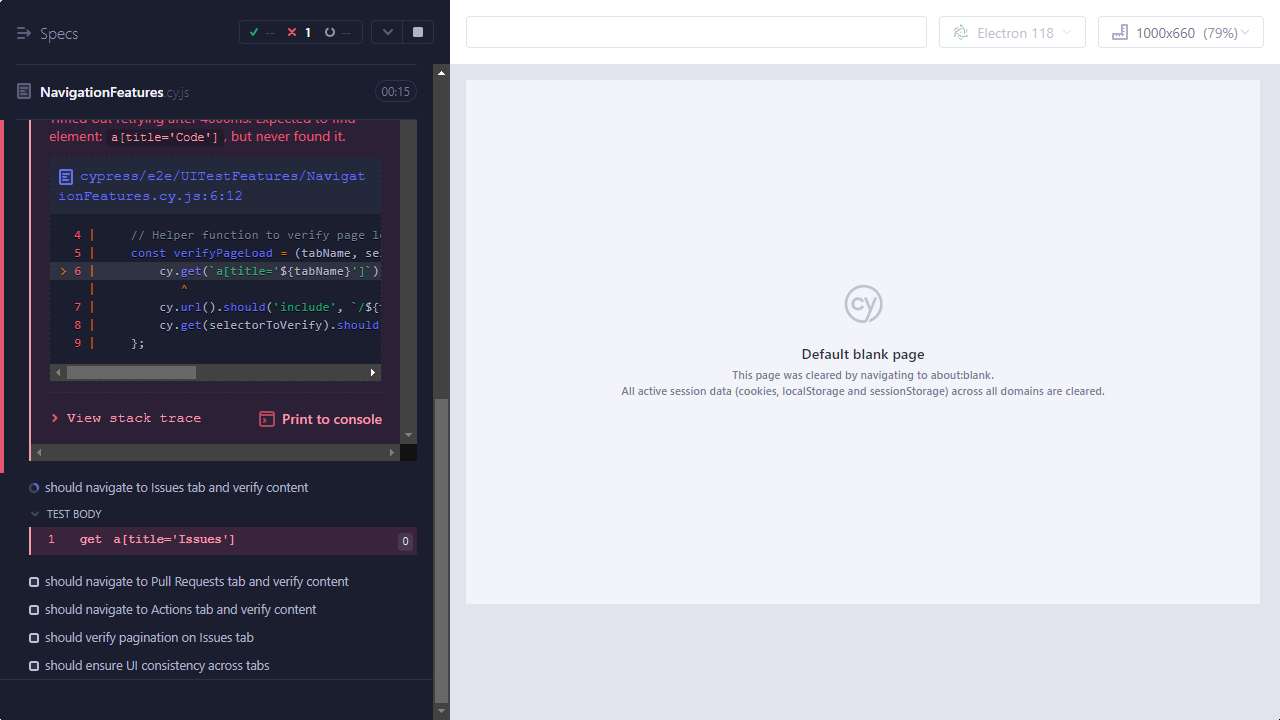 Specs
-- 1 --
Electron 118
1000x660 (79%)
NavigationFeatures.cy.js
00:15
Timed out retrying after 4000ms: Expected to find
element: a[title='Code'] , but never found it.
cypress/e2e/UITestFeatures/Navigat
ionFeatures.cy.js:6:12
4 | // Helper function to verify page lo
5 | const verifyPageLoad = (tabName, sel
> 6 | cy.get(`a[title='${tabName}']`)
| ^
7 | cy.url().should('include', `/${t
8 | cy.get(selectorToVerify).should
9 | };
> View stack trace
Print to console
should navigate to Issues tab and verify content
TEST BODY
1 get a[title='Issues'] 0
should navigate to Pull Requests tab and verify content
should navigate to Actions tab and verify content
should verify pagination on Issues tab
should ensure UI consistency across tabs
cy
Default blank page
This page was cleared by navigating to about:blank.
All active session data (cookies, localStorage and sessionStorage) across all domains are cleared.